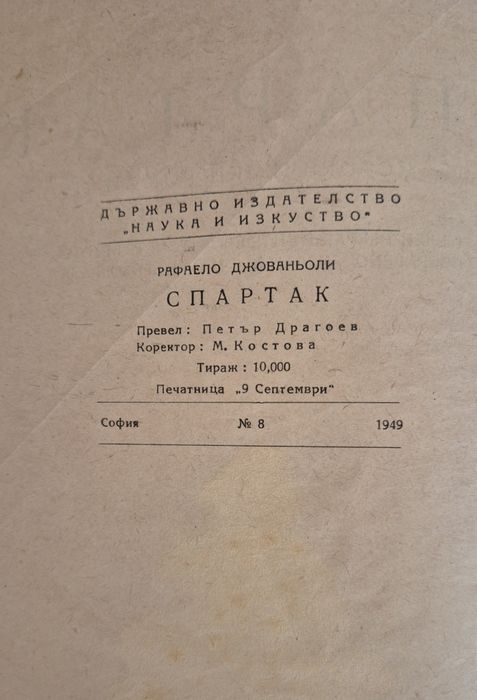 ДЪРЖАВНО ИЗДАТЕЛСТВО
„НАУКА И ИЗКУСТВО"
РАФАЕЛО ДЖОВАНЬОЛИ
СПАРТАК
Превел: Петър Драгоев
Коректор: М. Костова
Тираж: 10,000
Печатница „9 Септември"
София № 8 1949